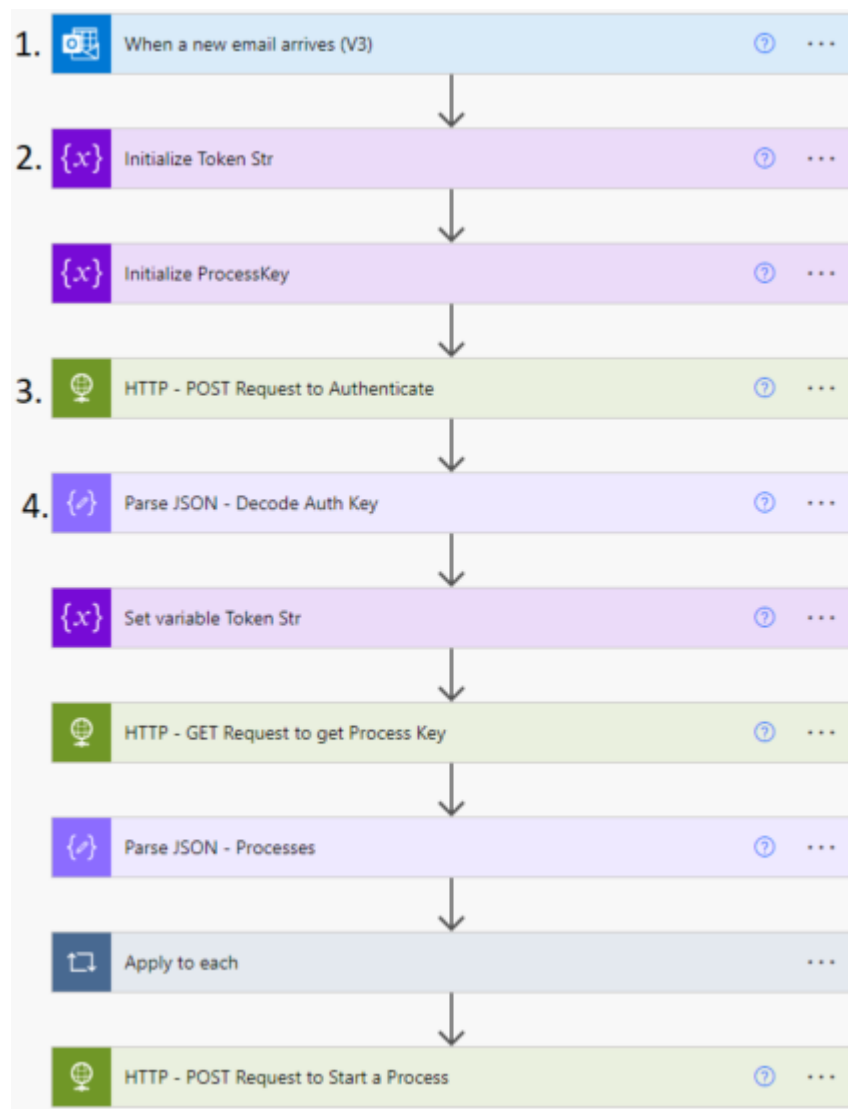 1. When a new email arrives (V3)
2. {x} Initialize Token Str
{x} Initialize ProcessKey
3. HTTP - POST Request to Authenticate
4. Parse JSON - Decode Auth Key
{x} Set variable Token Str
HTTP - GET Request to get Process Key
Parse JSON - Processes
Apply to each
HTTP - POST Request to Start a Process